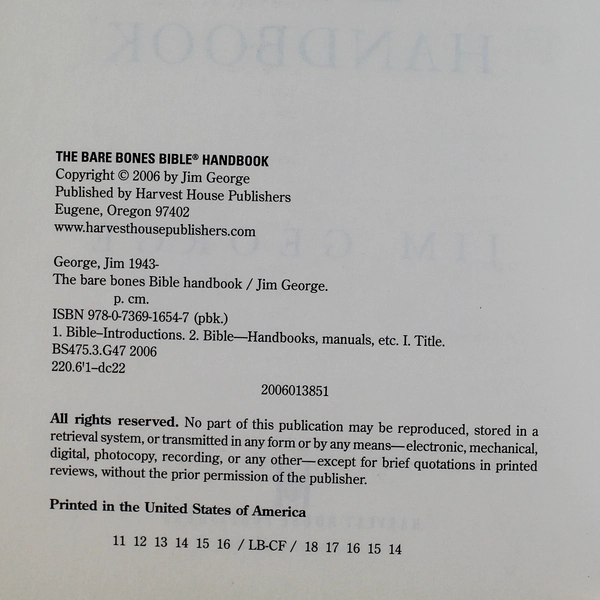 HANDBOOK
THE BARE BONES BIBLE® HANDBOOK
Copyright © 2006 by Jim George
Published by Harvest House Publishers
Eugene, Oregon 97402
www.harvesthousepublishers.com
JIM GEORGE
George, Jim 1943-
The bare bones Bible handbook / Jim George.
p. cm.
ISBN 978-0-7369-1654-7 (pbk.)
1. Bible–Introductions. 2. Bible—Handbooks, manuals, etc. I. Title.
BS475.3.G47 2006
220.6'1–dc22
2006013851
All rights reserved. No part of this publication may be reproduced, stored in a
retrieval system, or transmitted in any form or by any means—electronic, mechanical,
digital, photocopy, recording, or any other—except for brief quotations in printed
reviews, without the prior permission of the publisher.
Printed in the United States of America
11 12 13 14 15 16 / LB-CF / 18 17 16 15 14